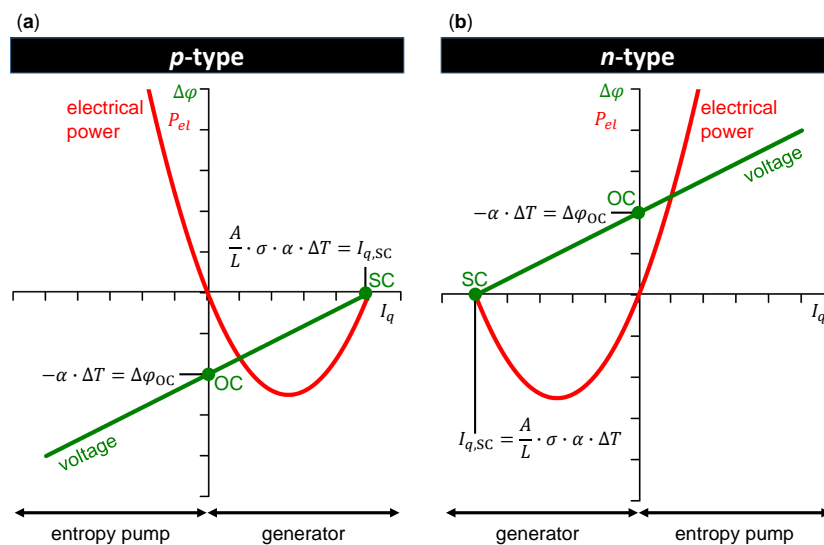 (a)
p-type
Δφ
electrical
power
P_el
A/L · σ · α · ΔT = I_q,SC
SC
I_q
−α · ΔT = Δφ_OC
OC
voltage
entropy pump
generator
(b)
n-type
Δφ
P_el
electrical
power
voltage
OC
−α · ΔT = Δφ_OC
SC
I_q
I_q,SC = A/L · σ · α · ΔT
generator
entropy pump